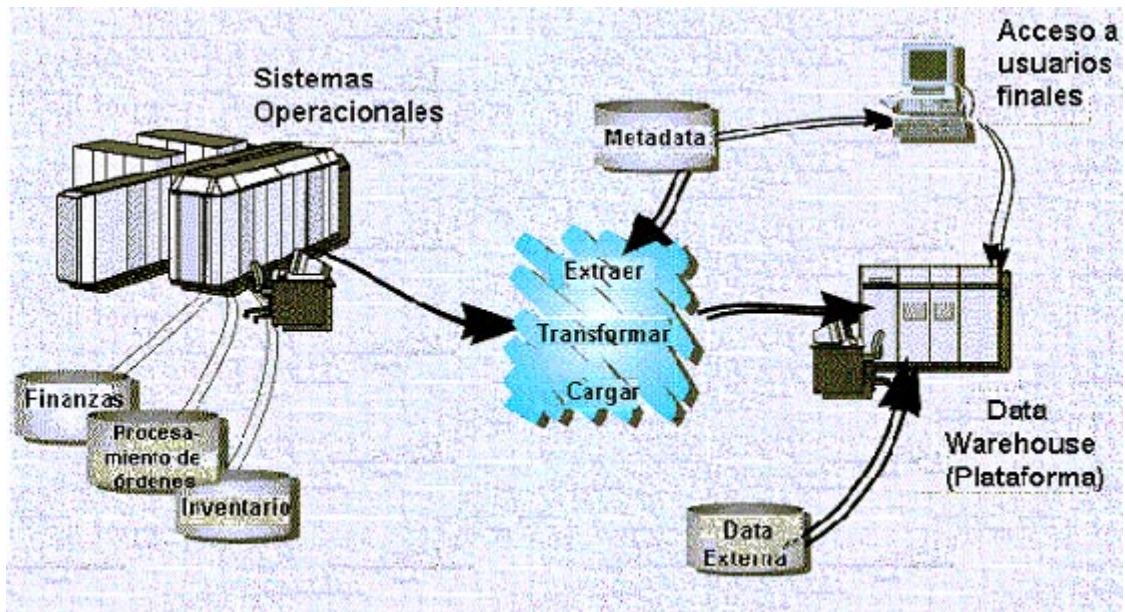 Sistemas
Operacionales
Metadata
Acceso a
usuarios
finales
Extraer
Transformar
Cargar
Finanzas
Procesa-
miento de
órdenes
Inventario
Data
Warehouse
(Plataforma)
Data
Externa